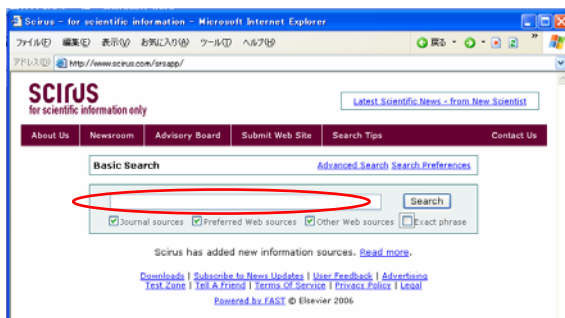 Scirus - for scientific information - Microsoft Internet Explorer
ファイル(F) 編集(E) 表示(V) お気に入り(A) ツール(T) ヘルプ(H) 戻る »
アドレス(D) http://www.scirus.com/srsapp/
SCIRUS
for scientific information only
Latest Scientific News - from New Scientist
About Us Newsroom Advisory Board Submit Web Site Search Tips Contact Us
Basic Search Advanced Search Search Preferences
Search
Journal sources Preferred Web sources Other Web sources Exact phrase
Scirus has added new information sources. Read more.
Downloads | Subscribe to News Updates | User Feedback | Advertising
Test Zone | Tell A Friend | Terms Of Service | Privacy Policy | Legal
Powered by FAST © Elsevier 2006